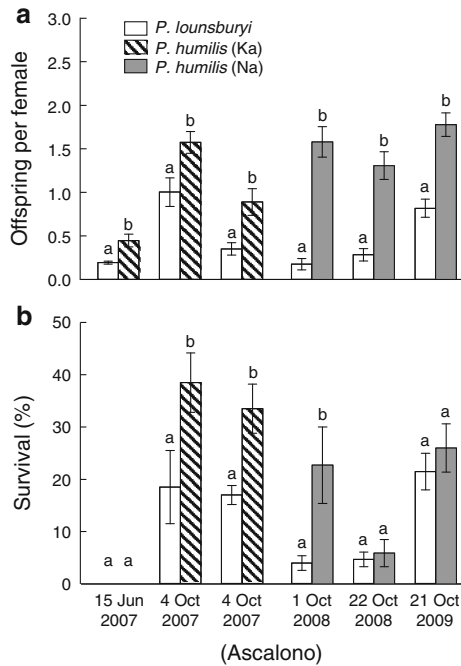 a
P. lounsburyi
P. humilis (Ka)
P. humilis (Na)
Offspring per female
3.0
2.5
2.0
1.5
1.0
0.5
0.0
a b a b a b a b a b a b
b
Survival (%)
50
40
30
20
10
0
a a a b a b a b a a a a
15 Jun 4 Oct 4 Oct 1 Oct 22 Oct 21 Oct
2007 2007 2007 2008 2008 2009
(Ascalono)